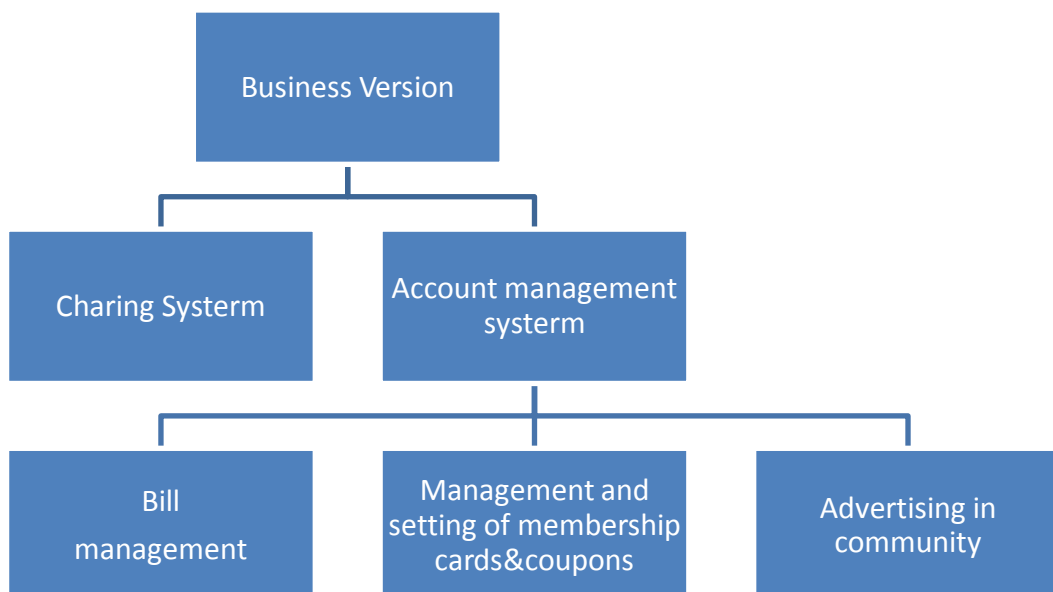 Business Version
Charing Systerm
Account management
systerm
Bill
management
Management and
setting of membership
cards&coupons
Advertising in
community